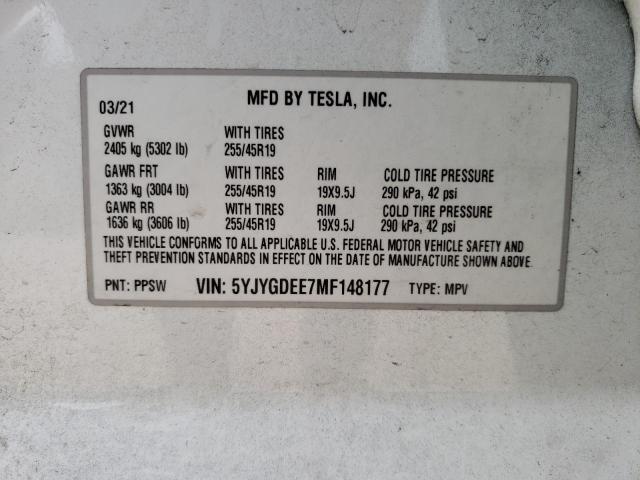 03/21 MFD BY TESLA, INC.
GVWR WITH TIRES
2405 kg (5302 lb) 255/45R19
GAWR FRT WITH TIRES RIM COLD TIRE PRESSURE
1363 kg (3004 lb) 255/45R19 19X9.5J 290 kPa, 42 psi
GAWR RR WITH TIRES RIM COLD TIRE PRESSURE
1636 kg (3606 lb) 255/45R19 19X9.5J 290 kPa, 42 psi
THIS VEHICLE CONFORMS TO ALL APPLICABLE U.S. FEDERAL MOTOR VEHICLE SAFETY AND
THEFT PREVENTION STANDARDS IN EFFECT ON THE DATE OF MANUFACTURE SHOWN ABOVE.
PNT: PPSW VIN: 5YJYGDEE7MF148177 TYPE: MPV